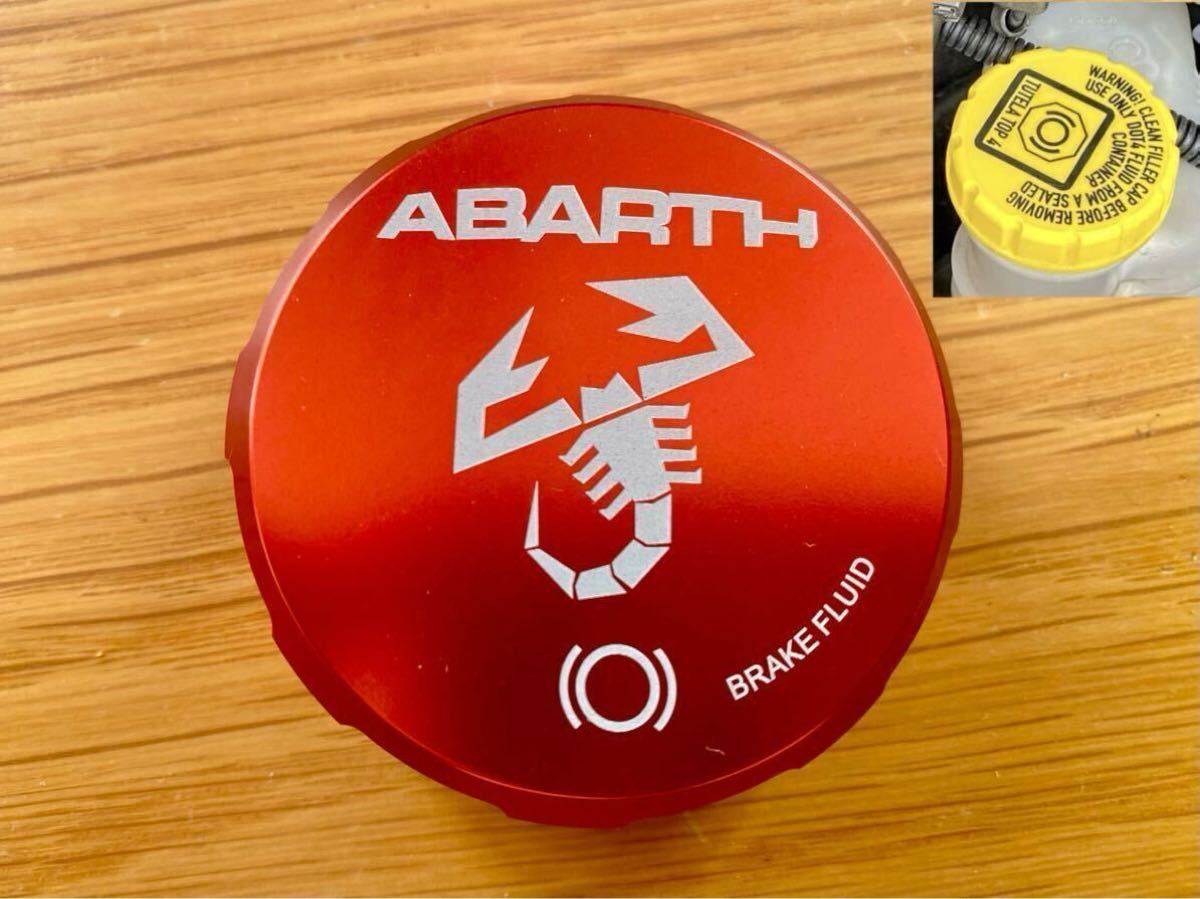 ABARTH
BRAKE FLUID
WARNING! CLEAN FILLER CAP BEFORE REMOVING
USE ONLY DOT4 FLUID FROM A SEALED
CONTAINER
TUTELA TOP 4